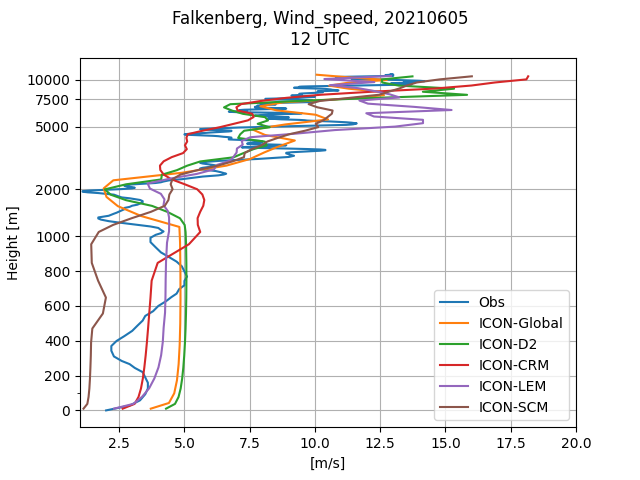 Falkenberg, Wind_speed, 20210605
12 UTC
10000
7500
5000
2000
1000
800
600
400
200
0
Height [m]
2.5
5.0
7.5
10.0
12.5
15.0
17.5
20.0
[m/s]
Obs
ICON-Global
ICON-D2
ICON-CRM
ICON-LEM
ICON-SCM